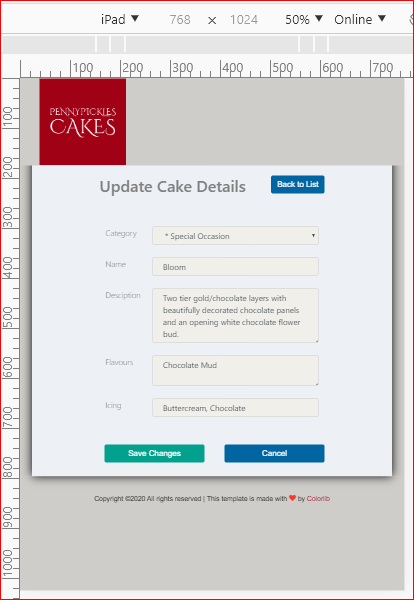 iPad ▼ 768 × 1024 50% ▼ Online ▼
100 200 300 400 500 600 700
100
200
300
400
500
600
700
800
900
1000
PENNYPICKLES
CAKES
Update Cake Details
Back to List
Category * Special Occasion
Name Bloom
Desciption Two tier gold/chocolate layers with
beautifully decorated chocolate panels
and an opening white chocolate flower
bud.
Flavours Chocolate Mud
Icing Buttercream, Chocolate
Save Changes Cancel
Copyright ©2020 All rights reserved | This template is made with ❤ by Colorlib